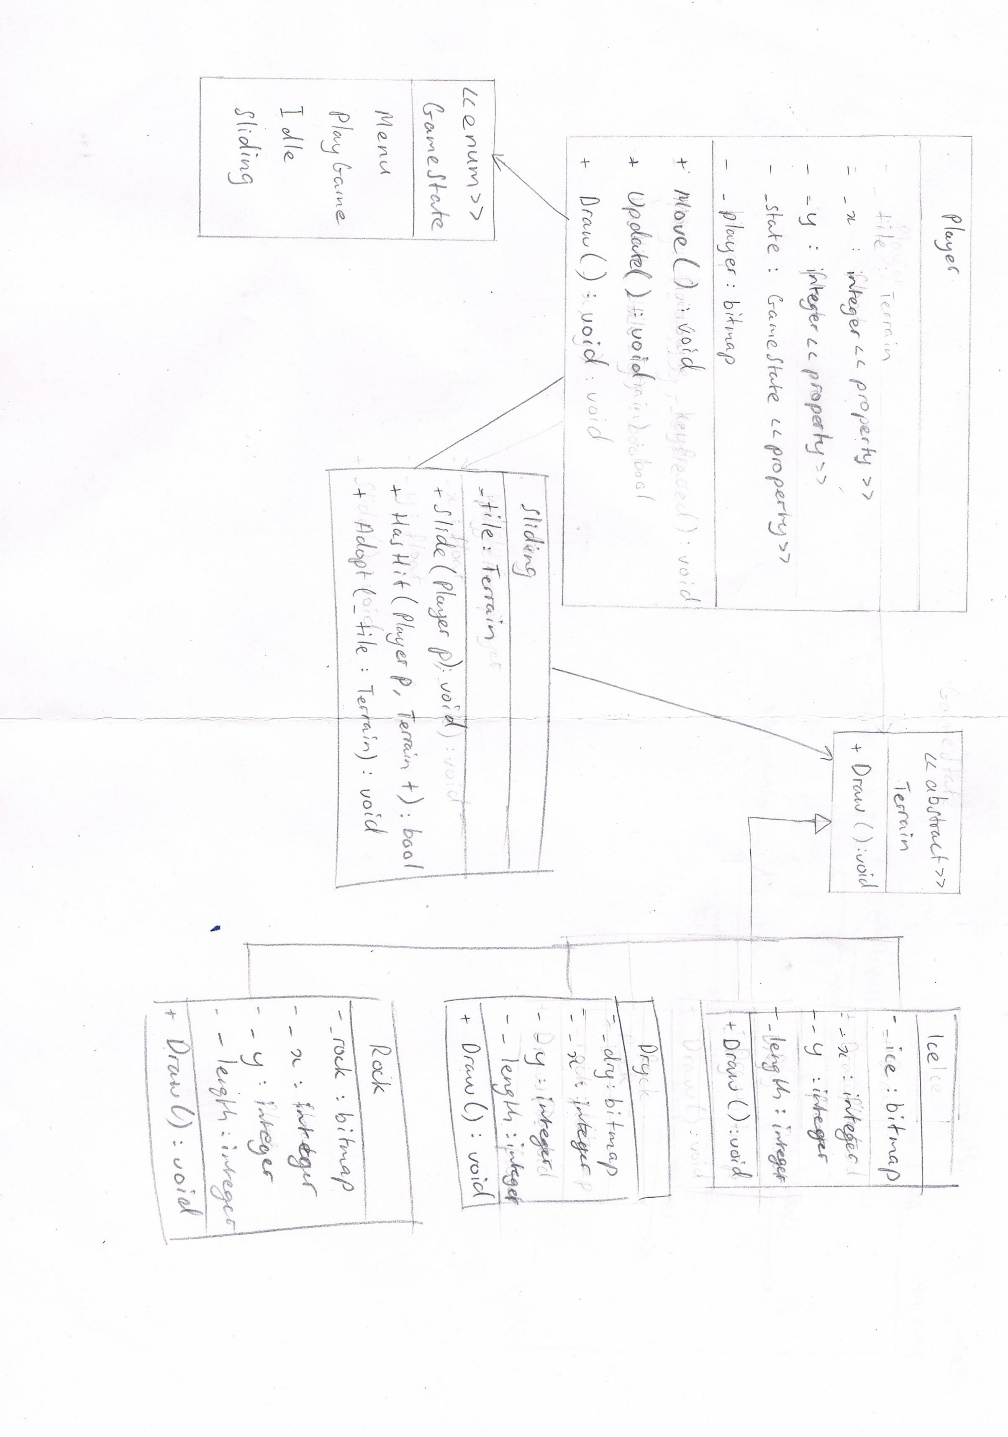 Player
- _x : integer << property >>
- _y : integer << property >>
- _state : GameState << property >>
- _player : bitmap
+ Move() : void
+ Update() : void
+ Draw() : void
<< enum >>
GameState
Menu
PlayGame
Idle
Sliding
Sliding
- _tile : Terrain
+ Slide (Player p) : void
+ HasHit (Player p, Terrain t) : bool
+ Adopt (_tile : Terrain) : void
<< abstract >>
Terrain
+ Draw() : void
Ice
- _ice : bitmap
- _x : integer
- _y : integer
- _length : integer
+ Draw() : void
Dry
- _dry : bitmap
- _x : integer
- _y : integer
- _length : integer
+ Draw() : void
Rock
- _rock : bitmap
- _x : integer
- _y : integer
- _length : integer
+ Draw() : void